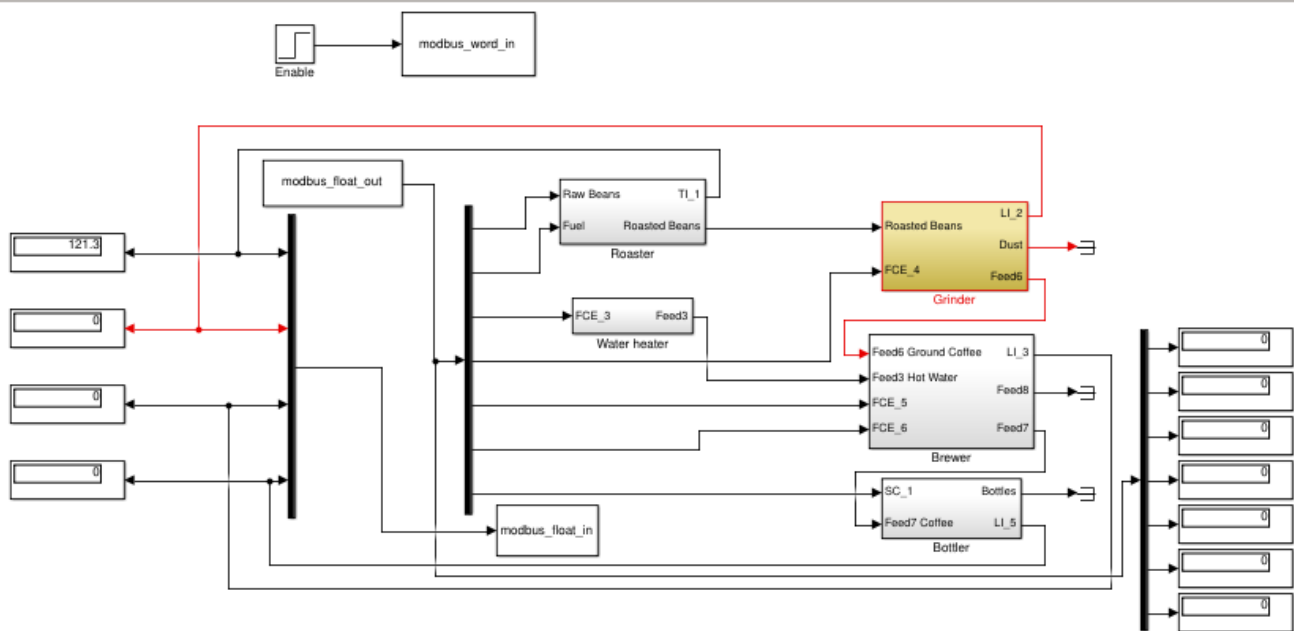 modbus_word_in
Enable
modbus_float_out
Raw Beans
TI_1
Fuel
Roasted Beans
Roaster
LI_2
Roasted Beans
Dust
FCE_4
Feed6
Grinder
121.3
0
0
0
FCE_3
Feed3
Water heater
Feed6 Ground Coffee
LI_3
Feed3 Hot Water
Feed8
FCE_5
FCE_6
Feed7
Brewer
SC_1
Bottles
Feed7 Coffee
LI_5
Bottler
modbus_float_in
0
0
0
0
0
0
0